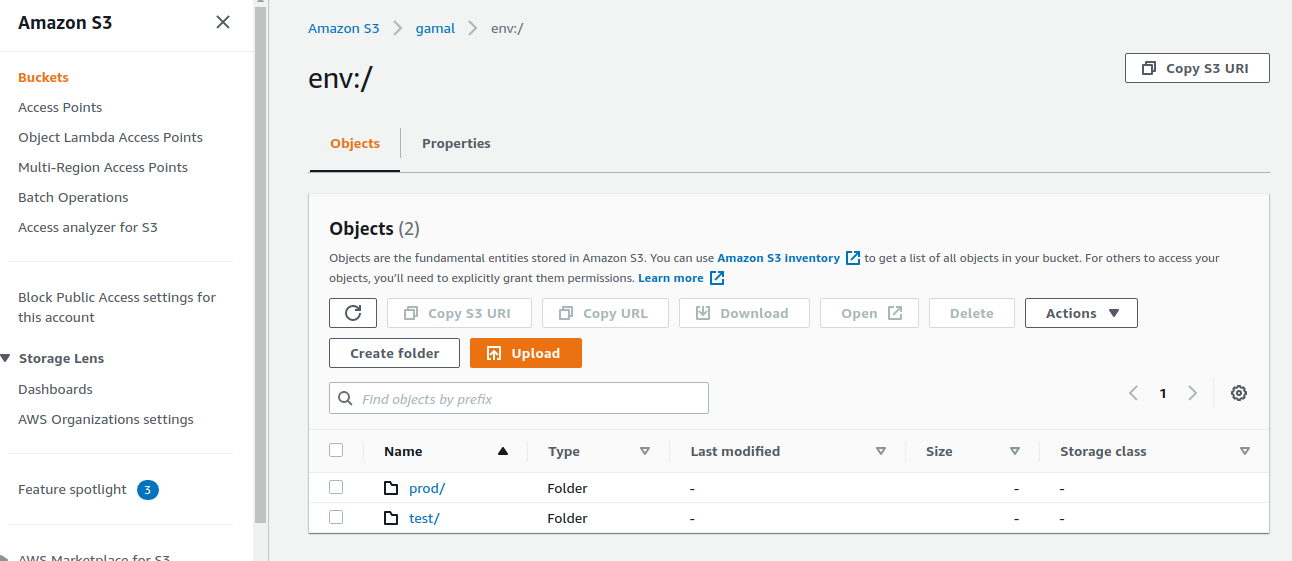 Amazon S3
Buckets
Access Points
Object Lambda Access Points
Multi-Region Access Points
Batch Operations
Access analyzer for S3
Block Public Access settings for
this account
Storage Lens
Dashboards
AWS Organizations settings
Feature spotlight 3
AWS Marketplace for S3
Amazon S3 gamal env:/
env:/
Copy S3 URI
Objects Properties
Objects (2)
Objects are the fundamental entities stored in Amazon S3. You can use Amazon S3 inventory to get a list of all objects in your bucket. For others to access your
objects, you'll need to explicitly grant them permissions. Learn more
Copy S3 URI Copy URL Download Open Delete Actions
Create folder Upload
Find objects by prefix 1
Name Type Last modified Size Storage class
prod/ Folder - - -
test/ Folder - - -